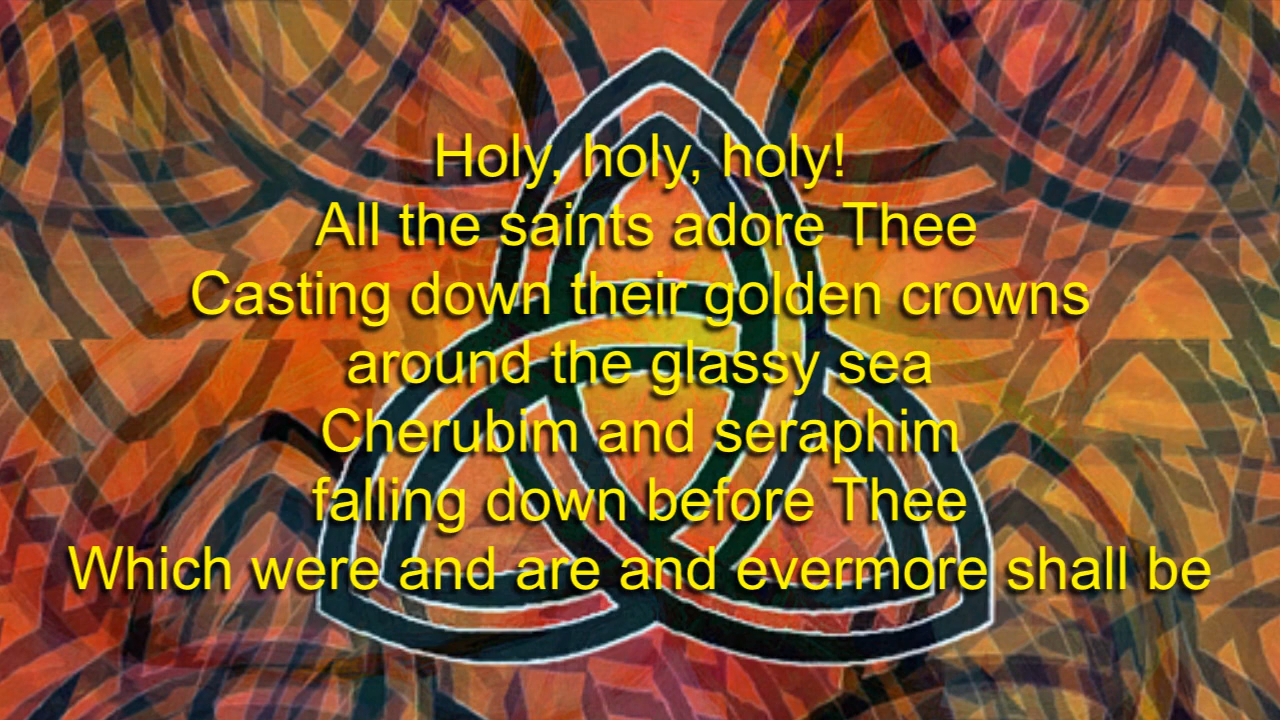 Holy, holy, holy!
All the saints adore Thee
Casting down their golden crowns
around the glassy sea
Cherubim and seraphim
falling down before Thee
Which were and are and evermore shall be